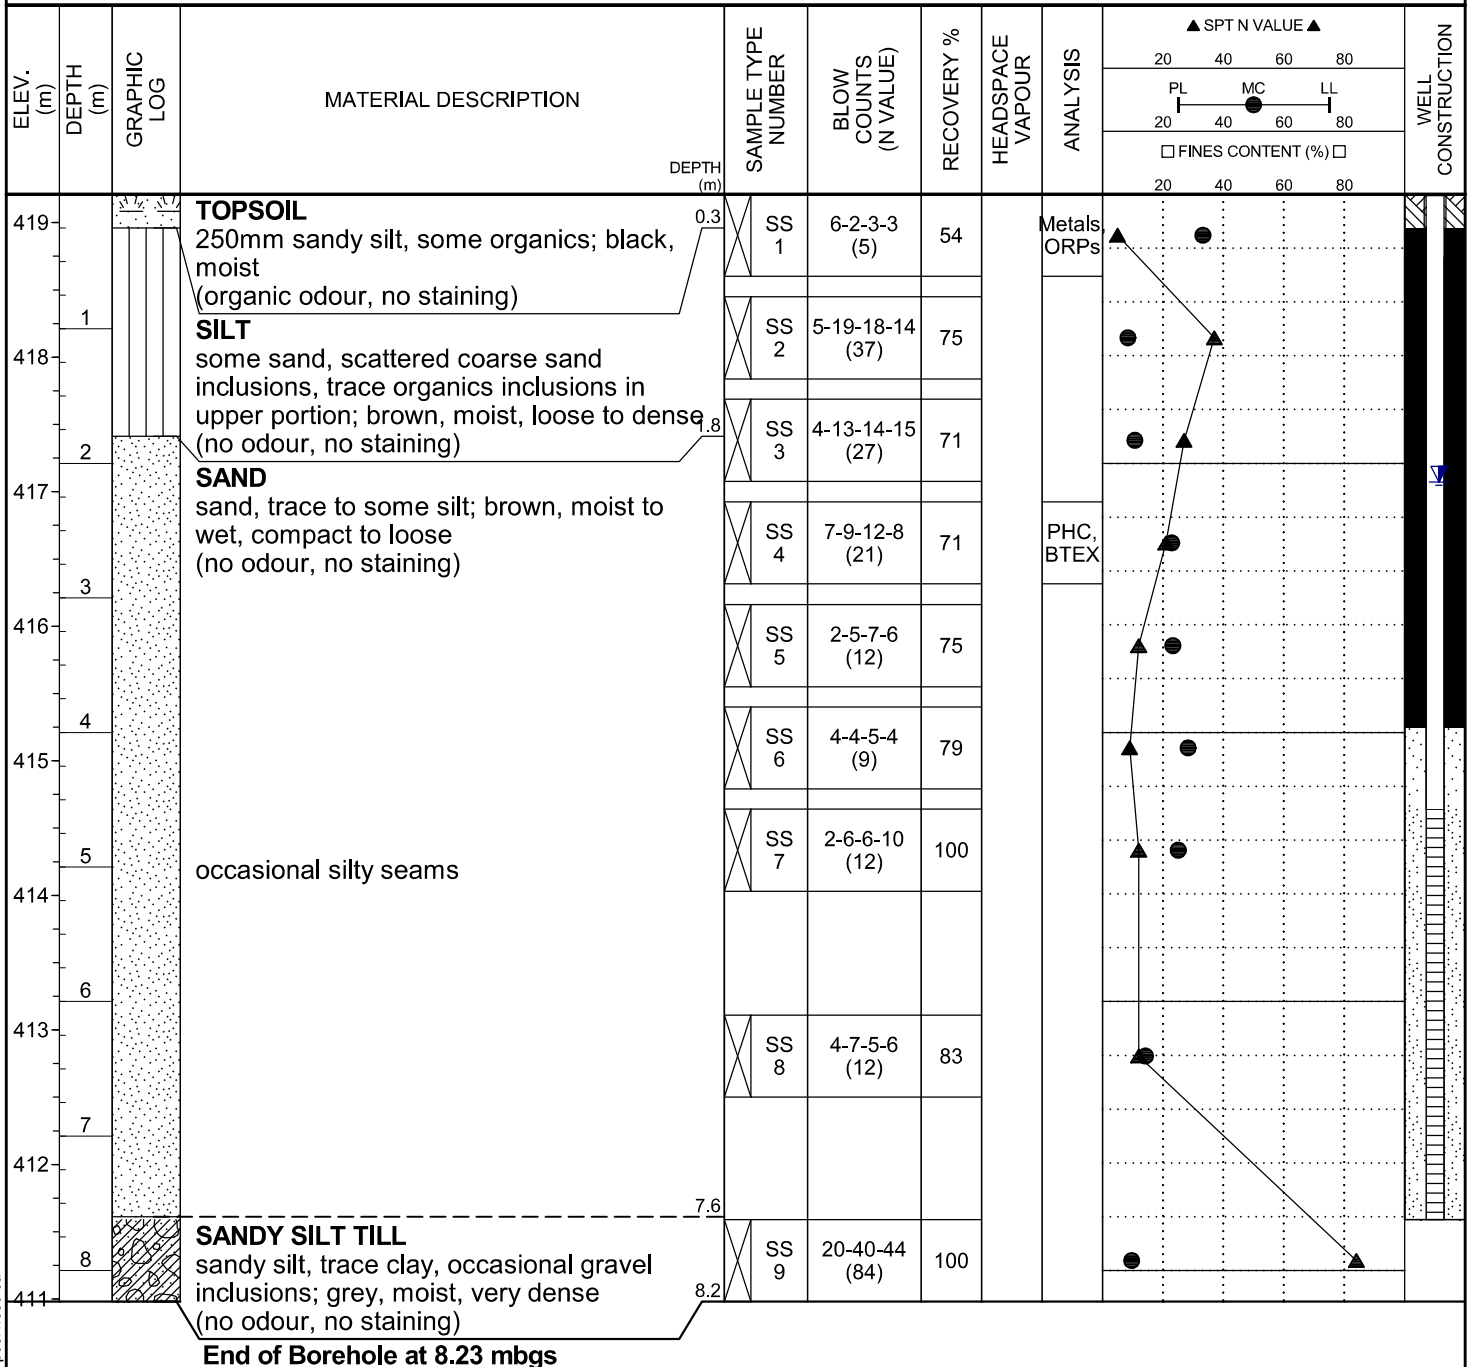 ELEV.
(m)
DEPTH
(m)
GRAPHIC
LOG
MATERIAL DESCRIPTION
DEPTH
(m)
SAMPLE TYPE
NUMBER
BLOW
COUNTS
(N VALUE)
RECOVERY %
HEADSPACE
VAPOUR
ANALYSIS
▲ SPT N VALUE ▲
20 40 60 80
PL MC LL
20 40 60 80
□ FINES CONTENT (%) □
20 40 60 80
WELL
CONSTRUCTION
419
418
417
416
415
414
413
412
411
1
2
3
4
5
6
7
8
TOPSOIL
0.3
250mm sandy silt, some organics; black,
moist
(organic odour, no staining)
SILT
some sand, scattered coarse sand
inclusions, trace organics inclusions in
upper portion; brown, moist, loose to dense
1.8
(no odour, no staining)
SAND
sand, trace to some silt; brown, moist to
wet, compact to loose
(no odour, no staining)
occasional silty seams
7.6
SANDY SILT TILL
sandy silt, trace clay, occasional gravel
inclusions; grey, moist, very dense
8.2
(no odour, no staining)
End of Borehole at 8.23 mbgs
SS
1
6-2-3-3
(5)
54
Metals,
ORPs
SS
2
5-19-18-14
(37)
75
SS
3
4-13-14-15
(27)
71
SS
4
7-9-12-8
(21)
71
PHC,
BTEX
SS
5
2-5-7-6
(12)
75
SS
6
4-4-5-4
(9)
79
SS
7
2-6-6-10
(12)
100
SS
8
4-7-5-6
(12)
83
SS
9
20-40-44
(84)
100